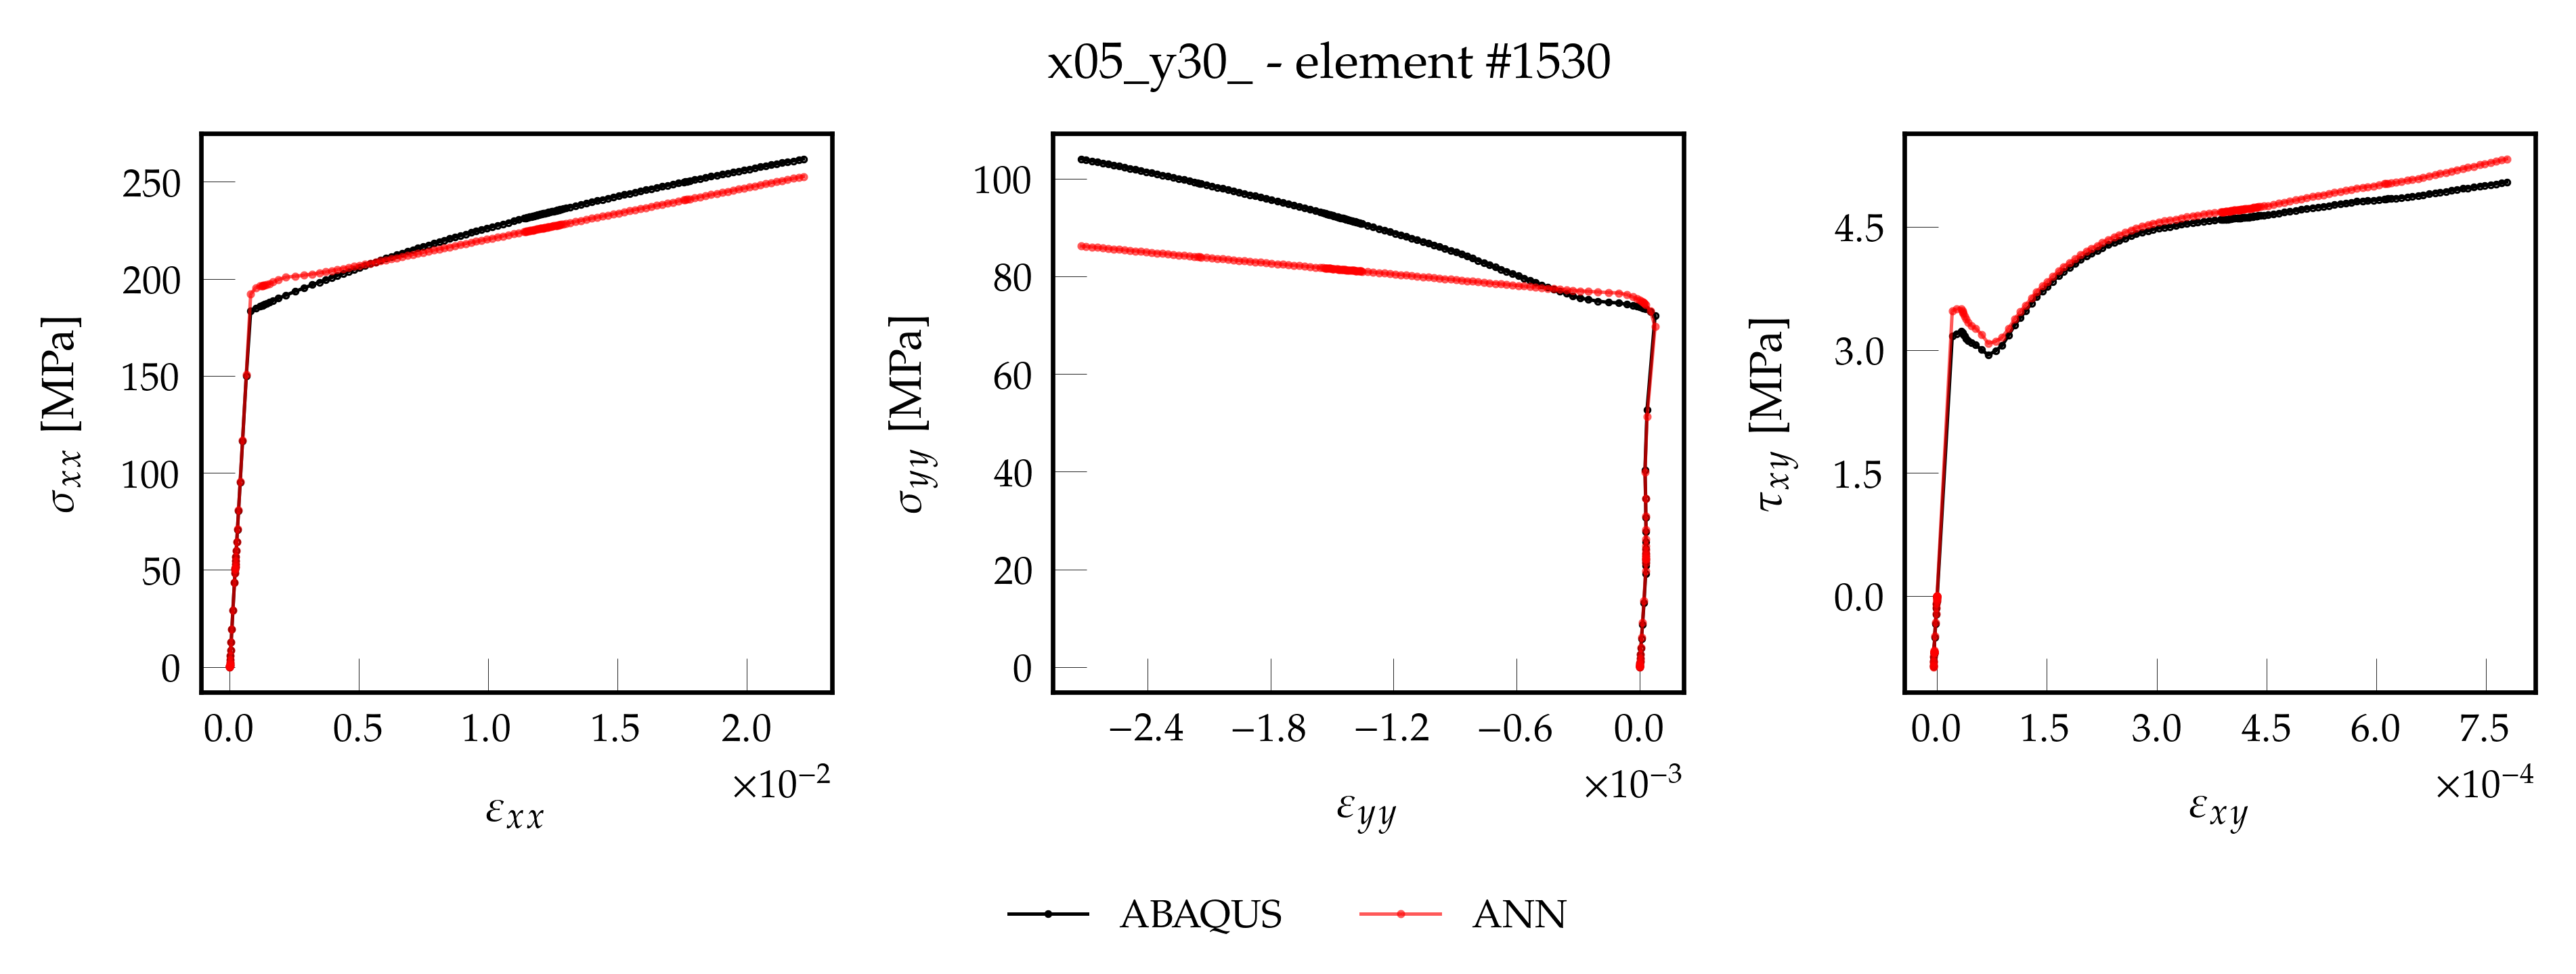 x05_y30_ - element #1530
σxx [MPa]
250
200
150
100
50
0
0.0 0.5 1.0 1.5 2.0
×10−2
εxx
σyy [MPa]
100
80
60
40
20
0
−2.4 −1.8 −1.2 −0.6 0.0
×10−3
εyy
τxy [MPa]
4.5
3.0
1.5
0.0
0.0 1.5 3.0 4.5 6.0 7.5
×10−4
εxy
ABAQUS ANN